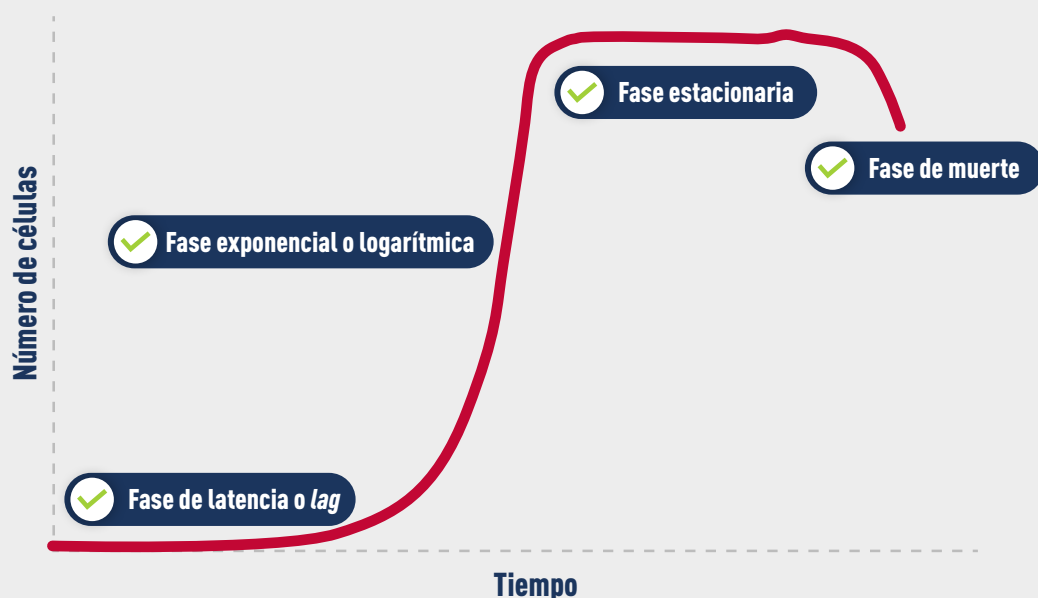 Fase estacionaria
Fase de muerte
Número de células
Fase exponencial o logarítmica
Fase de latencia o lag
Tiempo